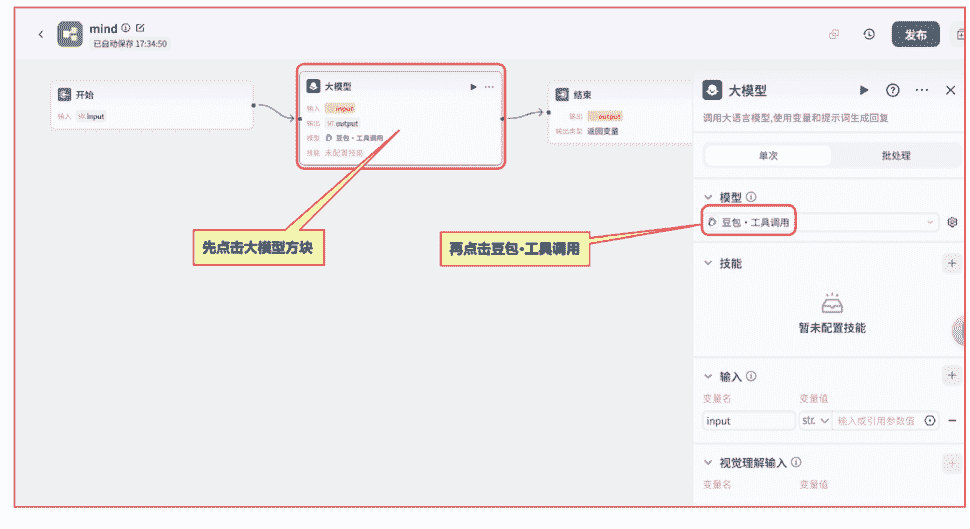 mind
已自动保存 17:34:50
发布
开始
输入 str. input
大模型
输入 input
输出 str. output
模型 豆包·工具调用
技能 未配置技能
结束
输出 output
输出类型 返回变量
先点击大模型方块
再点击豆包·工具调用
大模型
调用大语言模型,使用变量和提示词生成回复
单次 批处理
模型
豆包·工具调用
技能
暂未配置技能
输入
变量名 变量值
input str. 输入或引用参数值
视觉理解输入
变量名 变量值